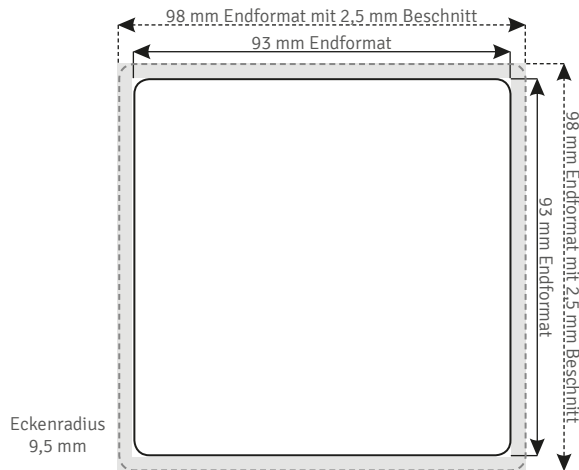 98 mm Endformat mit 2,5 mm Beschnitt
93 mm Endformat
98 mm Endformat mit 2,5 mm Beschnitt
93 mm Endformat
Eckenradius
9,5 mm